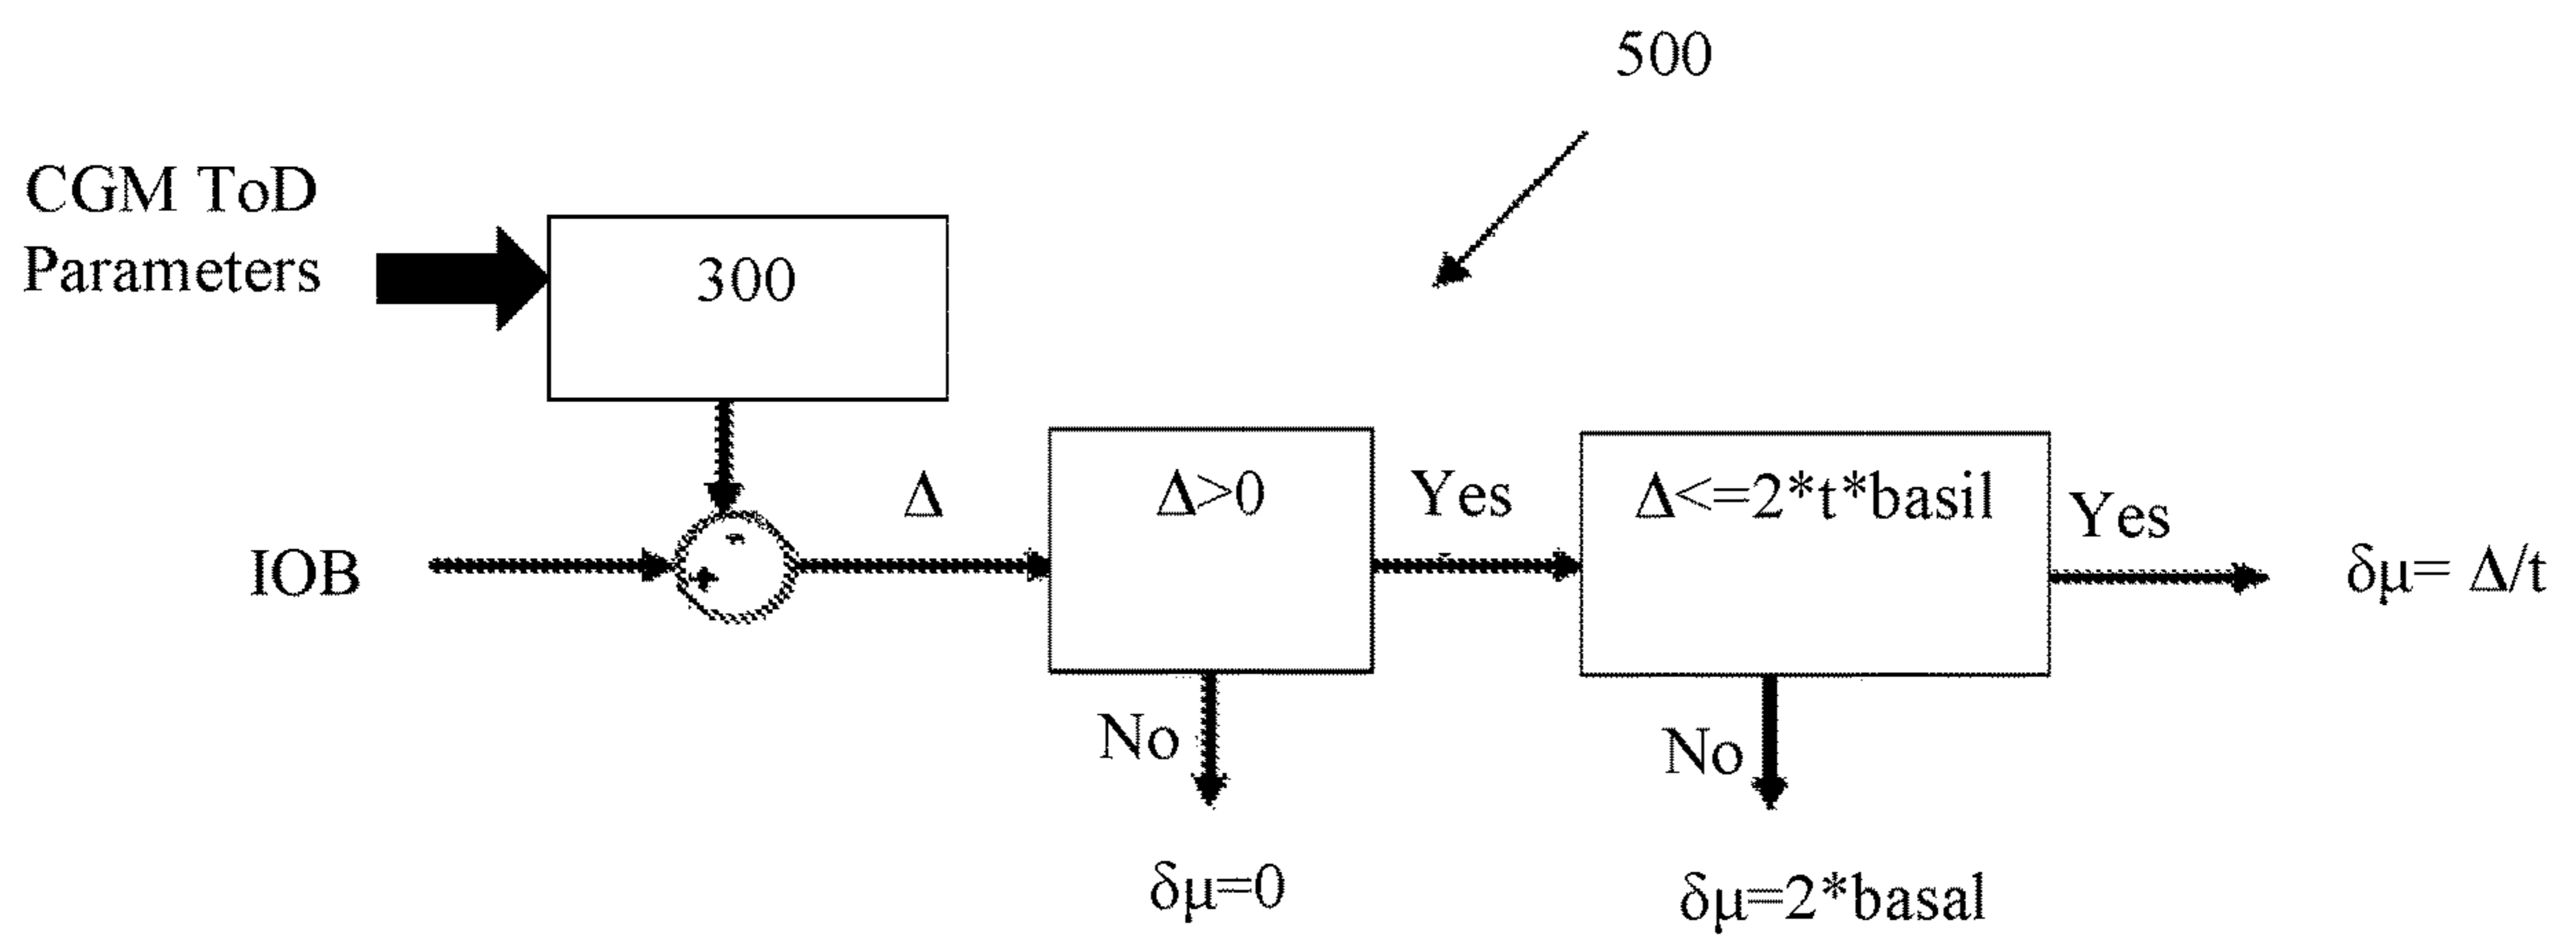 500
CGM ToD
Parameters
300
-
+
IOB
Δ
Δ>0
Yes
Δ<=2*t*basil
Yes
δμ= Δ/t
No
No
δμ=0
δμ=2*basal